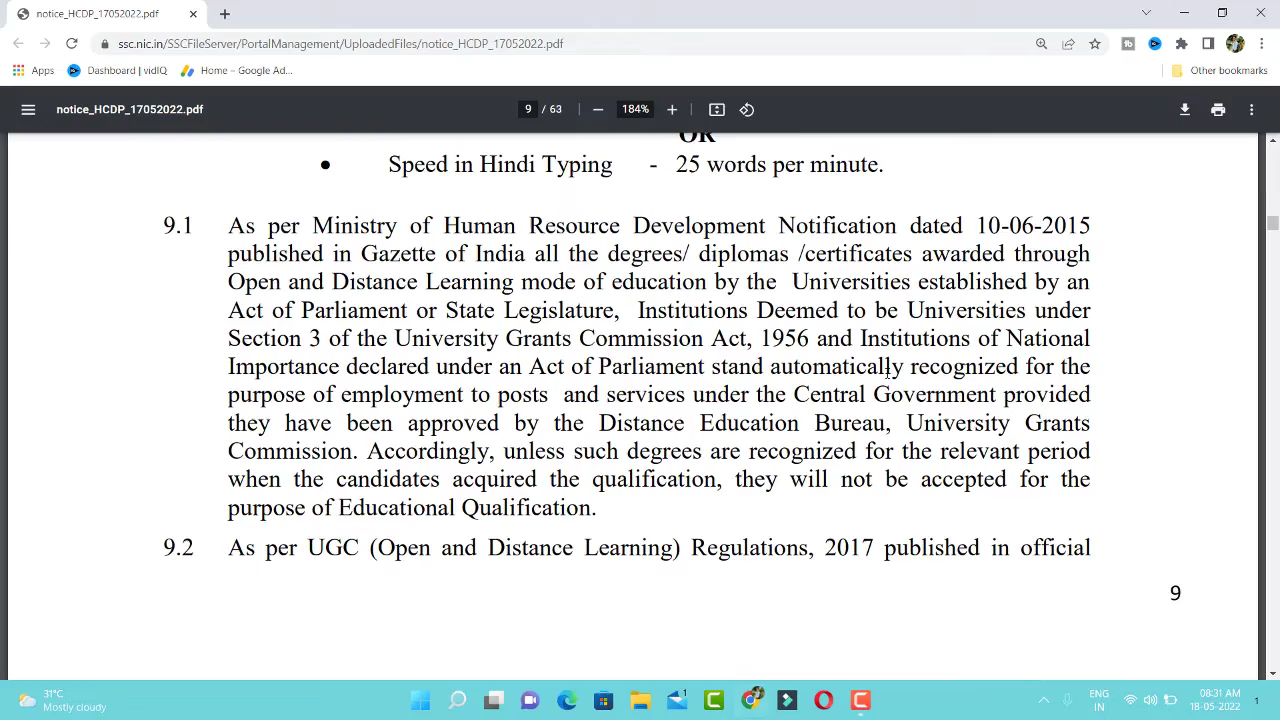 notice_HCDP_17052022.pdf
ssc.nic.in/SSCFileServer/PortalManagement/UploadedFiles/notice_HCDP_17052022.pdf
Apps
Dashboard | vidIQ
Home – Google Ad...
Other bookmarks
notice_HCDP_17052022.pdf
9 / 63
184%
OR
• Speed in Hindi Typing - 25 words per minute.
9.1 As per Ministry of Human Resource Development Notification dated 10-06-2015
published in Gazette of India all the degrees/ diplomas /certificates awarded through
Open and Distance Learning mode of education by the Universities established by an
Act of Parliament or State Legislature, Institutions Deemed to be Universities under
Section 3 of the University Grants Commission Act, 1956 and Institutions of National
Importance declared under an Act of Parliament stand automatically recognized for the
purpose of employment to posts and services under the Central Government provided
they have been approved by the Distance Education Bureau, University Grants
Commission. Accordingly, unless such degrees are recognized for the relevant period
when the candidates acquired the qualification, they will not be accepted for the
purpose of Educational Qualification.
9.2 As per UGC (Open and Distance Learning) Regulations, 2017 published in official
9
31°C
Mostly cloudy
1
ENG
IN
08:31 AM
18-05-2022
1